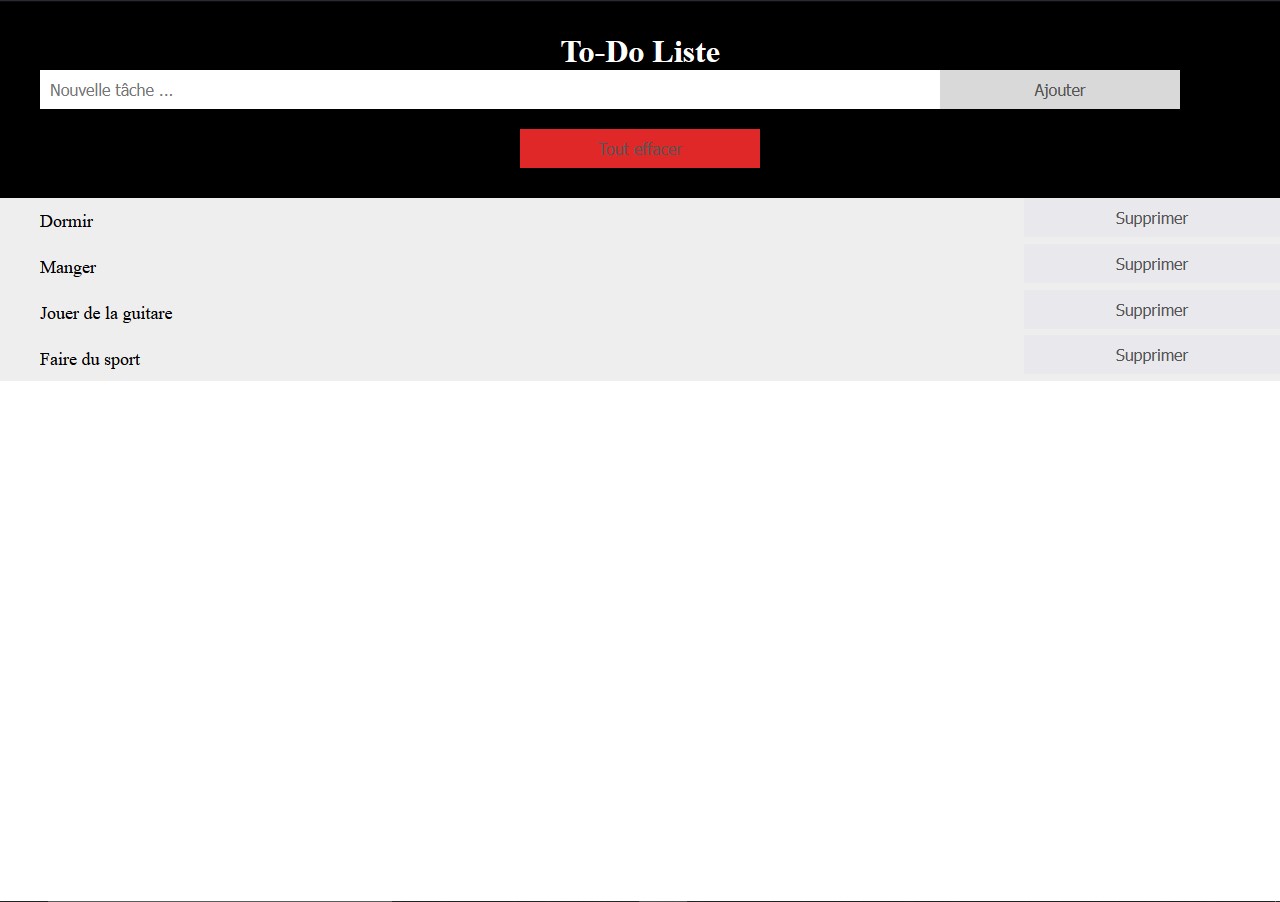 To-Do Liste
Nouvelle tâche ...
Ajouter
Tout effacer
Dormir
Supprimer
Manger
Supprimer
Jouer de la guitare
Supprimer
Faire du sport
Supprimer